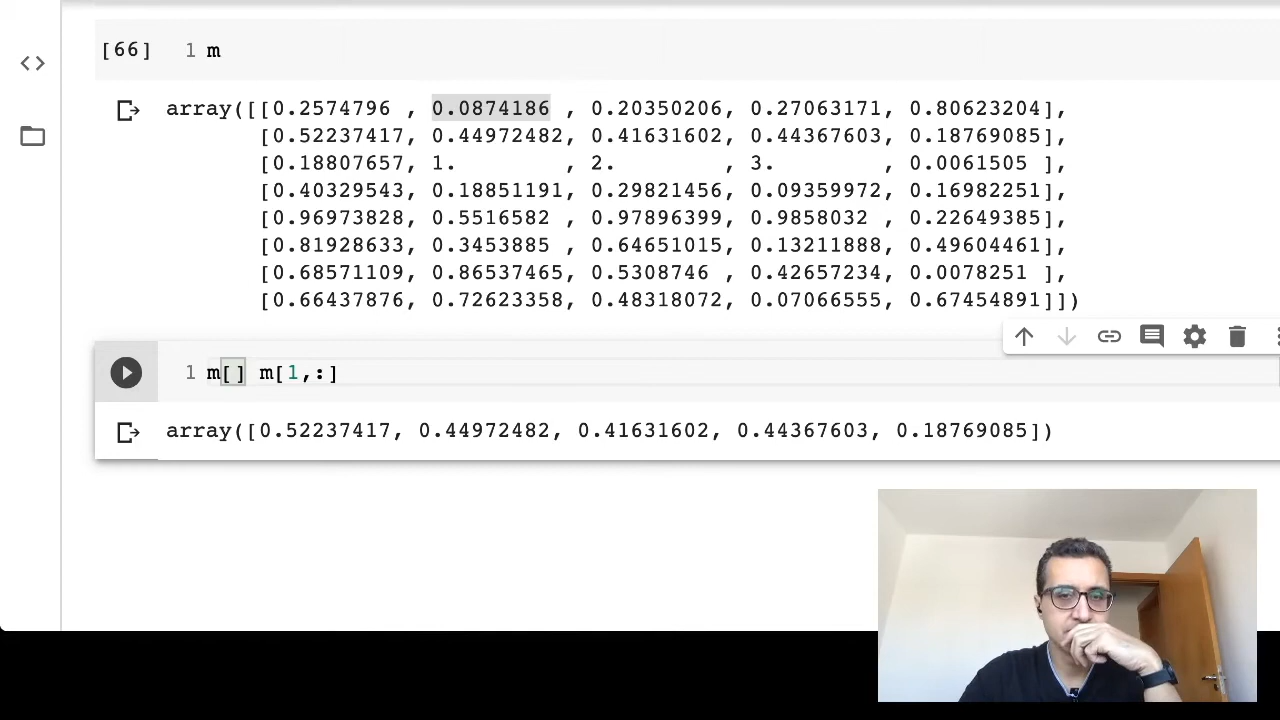 [66] 1 m
array([[0.2574796 , 0.0874186 , 0.20350206, 0.27063171, 0.80623204],
[0.52237417, 0.44972482, 0.41631602, 0.44367603, 0.18769085],
[0.18807657, 1. , 2. , 3. , 0.0061505 ],
[0.40329543, 0.18851191, 0.29821456, 0.09359972, 0.16982251],
[0.96973828, 0.5516582 , 0.97896399, 0.9858032 , 0.22649385],
[0.81928633, 0.3453885 , 0.64651015, 0.13211888, 0.49604461],
[0.68571109, 0.86537465, 0.5308746 , 0.42657234, 0.0078251 ],
[0.66437876, 0.72623358, 0.48318072, 0.07066555, 0.67454891]])
1 m[] m[1,:]
array([0.52237417, 0.44972482, 0.41631602, 0.44367603, 0.18769085])